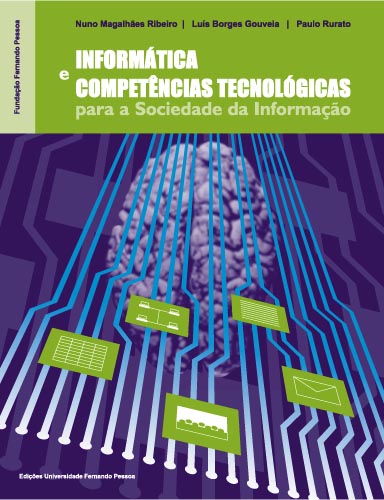 Nuno Magalhães Ribeiro | Luís Borges Gouveia | Paulo Rurato
INFORMÁTICA
e COMPETÊNCIAS TECNOLÓGICAS
para a Sociedade da Informação
Fundação Fernando Pessoa
Edições Universidade Fernando Pessoa